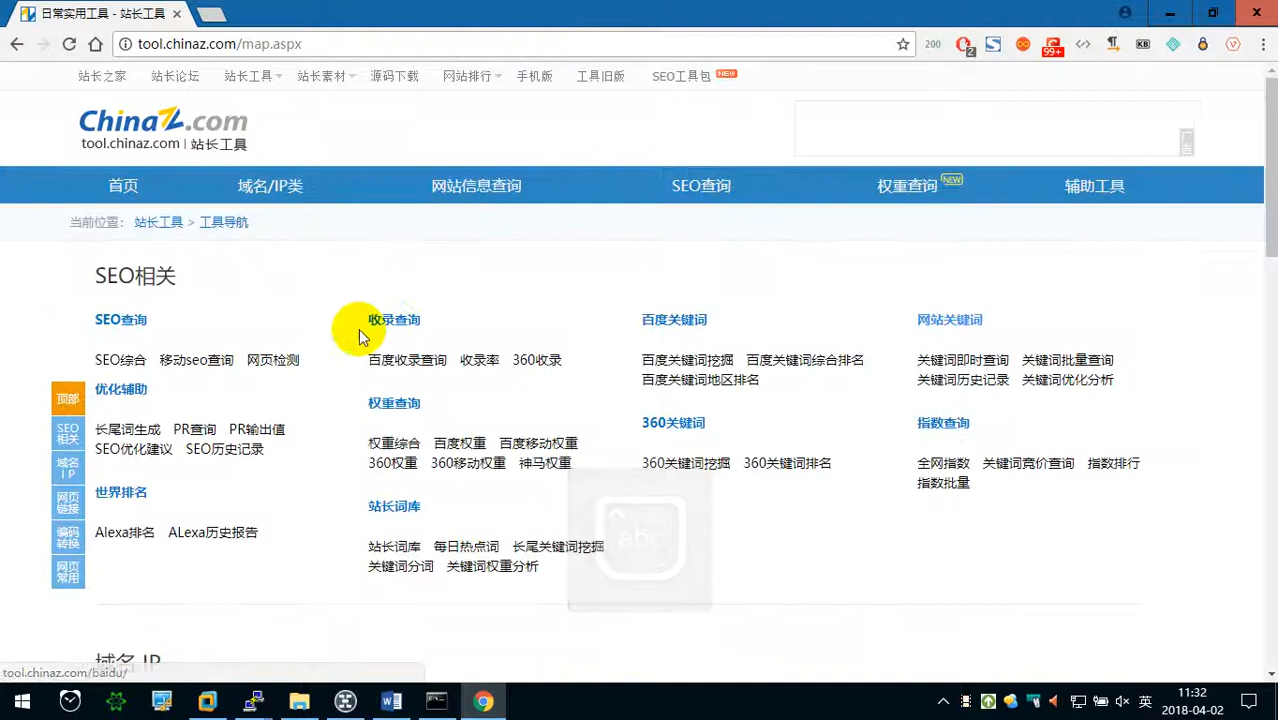 日常实用工具 - 站长工具
tool.chinaz.com/map.aspx
200
2
99+
KB
站长之家 站长论坛 站长工具 站长素材 源码下载 网站排行 手机版 工具旧版 SEO工具包 NEW
ChinaZ.com
tool.chinaz.com | 站长工具
广告
首页 域名/IP类 网站信息查询 SEO查询 权重查询 NEW 辅助工具
当前位置: 站长工具 > 工具导航
SEO相关
SEO查询 收录查询 百度关键词 网站关键词
SEO综合 移动seo查询 网页检测 百度收录查询 收录率 360收录 百度关键词挖掘 百度关键词综合排名 关键词即时查询 关键词批量查询
百度关键词地区排名 关键词历史记录 关键词优化分析
优化辅助 权重查询 360关键词 指数查询
长尾词生成 PR查询 PR输出值 权重综合 百度权重 百度移动权重
SEO优化建议 SEO历史记录 360权重 360移动权重 神马权重 360关键词挖掘 360关键词排名 全网指数 关键词竞价查询 指数排行
指数批量
世界排名 站长词库
Alexa排名 ALexa历史报告 站长词库 每日热点词 长尾关键词挖掘
关键词分词 关键词权重分析
顶部
SEO
相关
域名
IP
网页
链接
编码
转换
网页
常用
abc
域名 IP
tool.chinaz.com/baidu/
英
11:32
2018-04-02